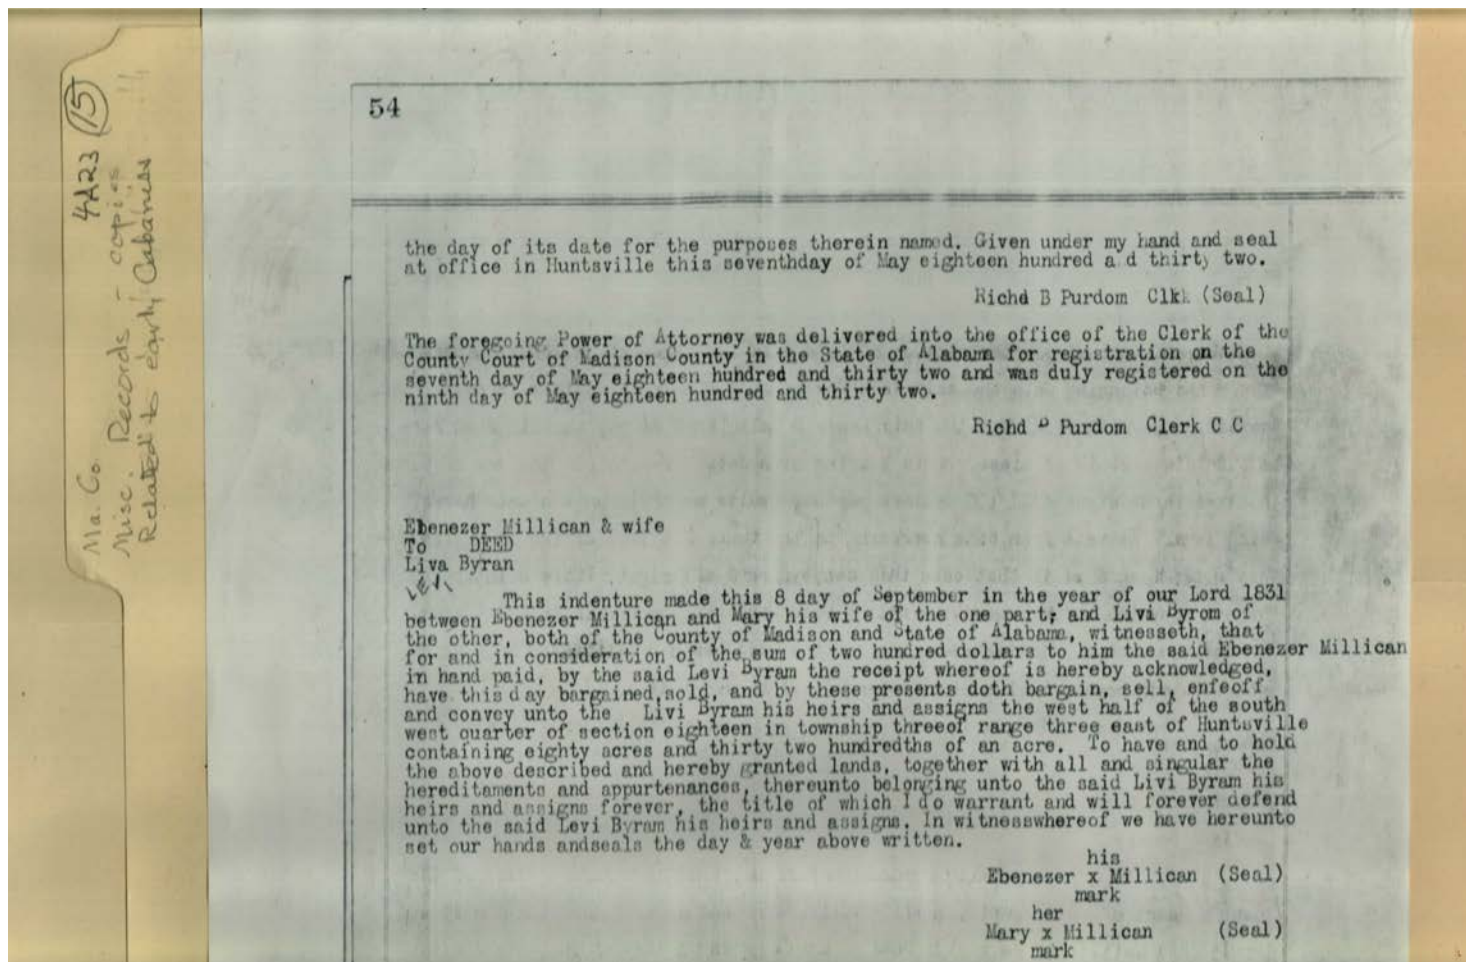 4A23 15
Ma. Co.
Misc. Records - copies
Related to early Cabaniss
54
the day of its date for the purposes therein named. Given under my hand and seal
at office in Huntsville this seventhday of May eighteen hundred a d thirty two.
Richd B Purdom Clk. (Seal)
The foregoing Power of Attorney was delivered into the office of the Clerk of the
County Court of Madison County in the State of Alabama for registration on the
seventh day of May eighteen hundred and thirty two and was duly registered on the
ninth day of May eighteen hundred and thirty two.
Richd B Purdom Clerk C C
Ebenezer Millican & wife
To DEED
Liva Byran
Levi
This indenture made this 8 day of September in the year of our Lord 1831
between Ebenezer Millican and Mary his wife of the one part; and Livi Byrom of
the other, both of the County of Madison and State of Alabama, witnesseth, that
for and in consideration of the sum of two hundred dollars to him the said Ebenezer Millican
in hand paid, by the said Levi Byram the receipt whereof is hereby acknowledged,
have this day bargained,sold, and by these presents doth bargain, sell, enfeoff
and convey unto the Livi Byram his heirs and assigns the west half of the south
west quarter of section eighteen in township threeof range three east of Huntsville
containing eighty acres and thirty two hundredths of an acre. To have and to hold
the above described and hereby granted lands, together with all and singular the
hereditaments and appurtenances, thereunto belonging unto the said Livi Byram his
heirs and assigns forever, the title of which I do warrant and will forever defend
unto the said Levi Byram his heirs and assigns. In witnesswhereof we have hereunto
set our hands andseals the day & year above written.
his
Ebenezer x Millican (Seal)
mark
her
Mary x Millican (Seal)
mark